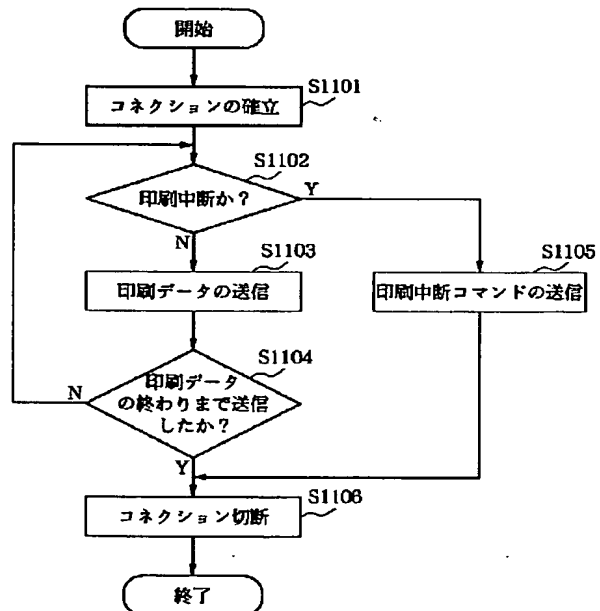 開始
S1101
コネクションの確立
S1102
印刷中断か?
Y
N
S1103
印刷データの送信
S1105
印刷中断コマンドの送信
S1104
印刷データ
の終わりまで送信
したか?
N
Y
S1106
コネクション切断
終了